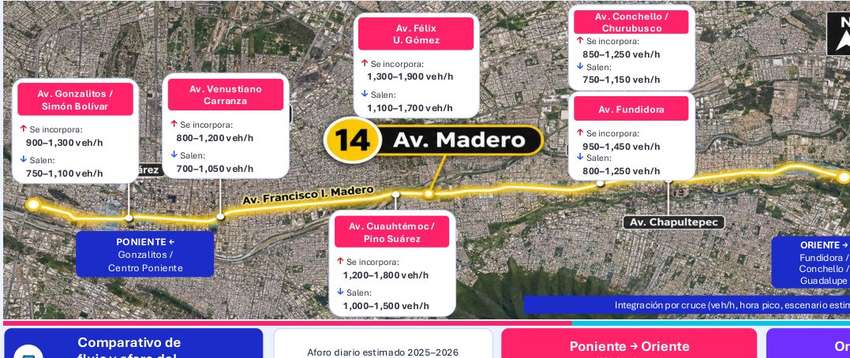 Av. Gonzalitos /
Simón Bolívar
↑ Se incorpora:
900–1,300 veh/h
↓ Salen:
750–1,100 veh/h
Av. Venustiano
Carranza
↑ Se incorpora:
800–1,200 veh/h
↓ Salen:
700–1,050 veh/h
Av. Félix
U. Gómez
↑ Se incorpora:
1,300–1,900 veh/h
↓ Salen:
1,100–1,700 veh/h
Av. Conchello /
Churubusco
↑ Se incorpora:
850–1,250 veh/h
↓ Salen:
750–1,150 veh/h
Av. Fundidora
↑ Se incorpora:
950–1,450 veh/h
↓ Salen:
800–1,250 veh/h
N
14 Av. Madero
Av. Francisco I. Madero
Av. Cuauhtémoc /
Pino Suárez
↑ Se incorpora:
1,200–1,800 veh/h
↓ Salen:
1,000–1,500 veh/h
Av. Chapultepec
PONIENTE ←
Gonzalitos /
Centro Poniente
ORIENTE →
Fundidora /
Conchello /
Guadalupe
Integración por cruce (veh/h, hora pico, escenario estim
Comparativo de
flujo y aforo del
Aforo diario estimado 2025–2026
Poniente → Oriente